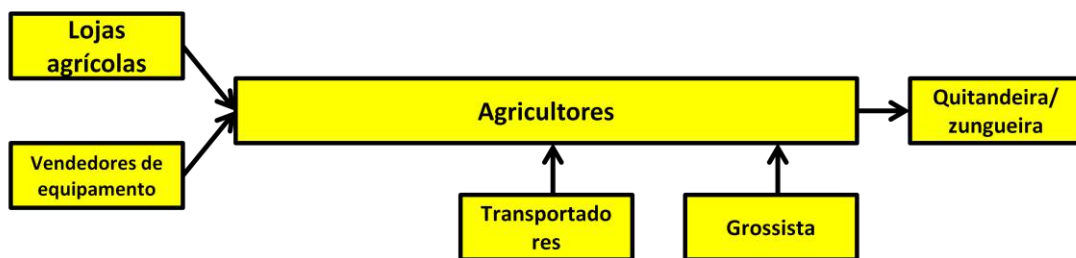 Lojas
agrícolas
Agricultores
Quitandeira/
zungueira
Vendedores de
equipamento
Transportado
res
Grossista